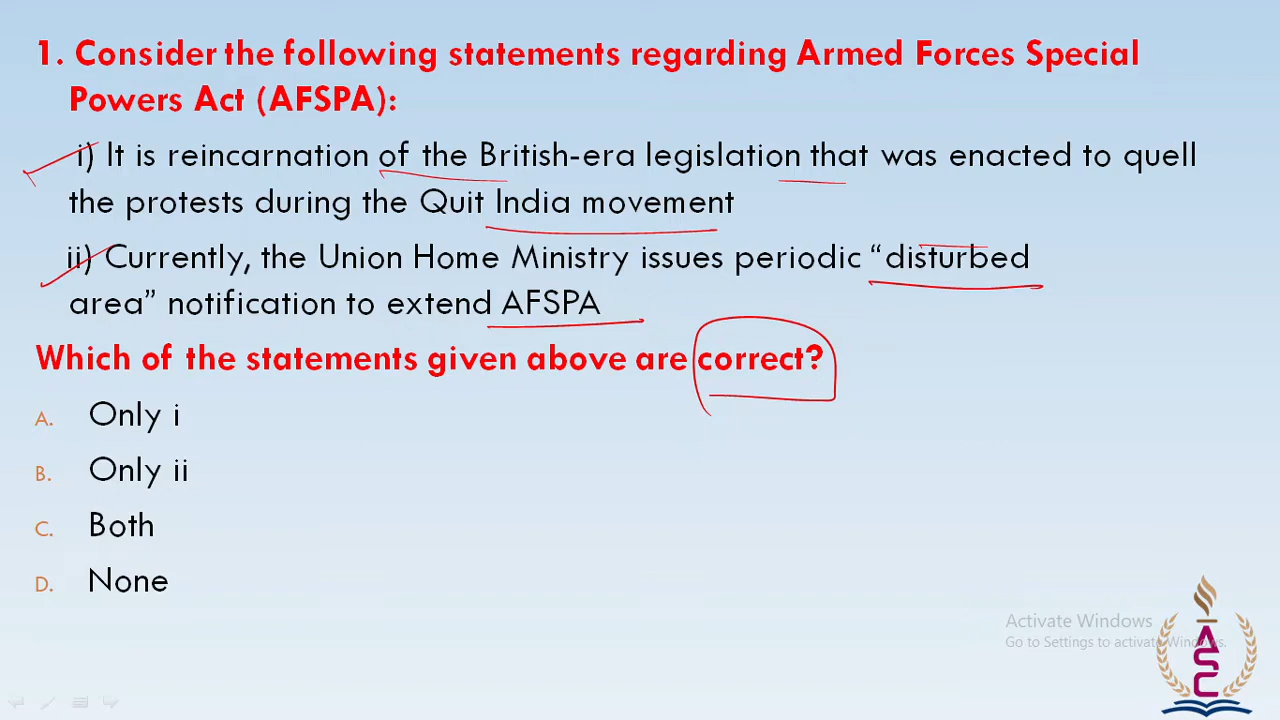 1. Consider the following statements regarding Armed Forces Special
Powers Act (AFSPA):
i) It is reincarnation of the British-era legislation that was enacted to quell
the protests during the Quit India movement
ii) Currently, the Union Home Ministry issues periodic “disturbed
area” notification to extend AFSPA
Which of the statements given above are correct?
A. Only i
B. Only ii
C. Both
D. None
Activate Windows
Go to Settings to activate Windows.
ASC